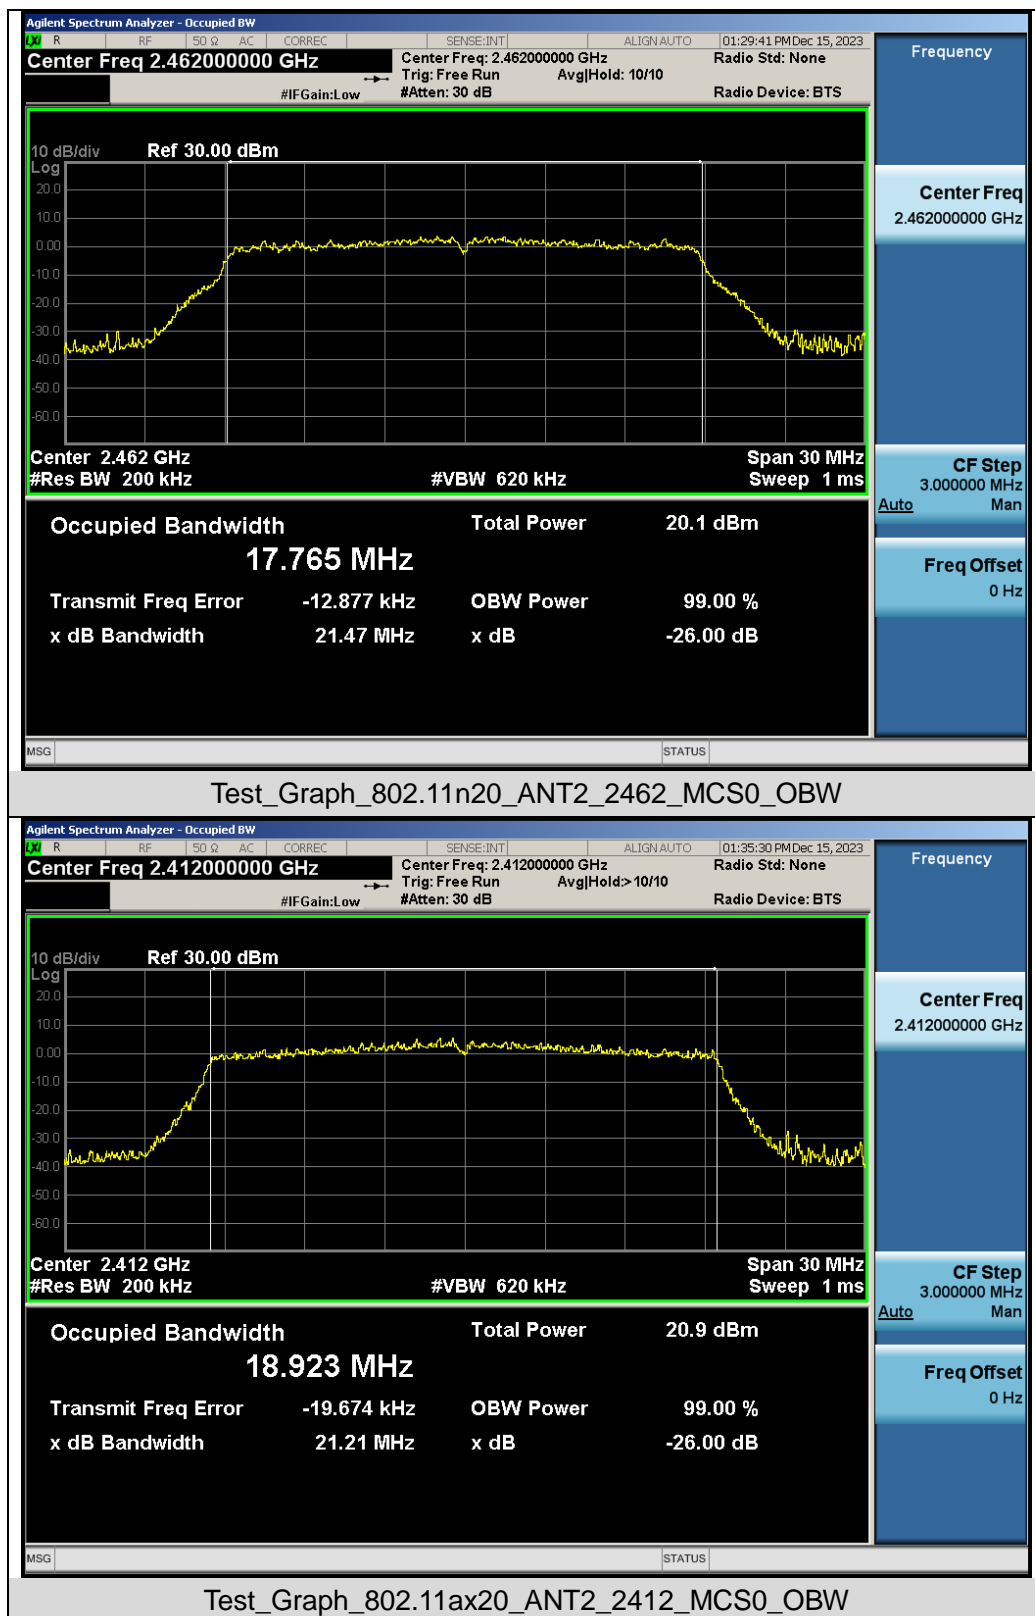 Agilent Spectrum Analyzer - Occupied BW
LXI R RF 50 Ω AC CORREC SENSE:INT ALIGN AUTO 01:29:41 PM Dec 15, 2023
Center Freq 2.462000000 GHz Center Freq: 2.462000000 GHz Radio Std: None Frequency
Trig: Free Run Avg|Hold: 10/10
#IFGain:Low #Atten: 30 dB Radio Device: BTS
10 dB/div Ref 30.00 dBm
Log
20.0
10.0
0.00
-10.0
-20.0
-30.0
-40.0
-50.0
-60.0
Center Freq
2.462000000 GHz
Center 2.462 GHz Span 30 MHz
#Res BW 200 kHz #VBW 620 kHz Sweep 1 ms
CF Step
3.000000 MHz
Auto Man
Occupied Bandwidth Total Power 20.1 dBm
17.765 MHz
Transmit Freq Error -12.877 kHz OBW Power 99.00 %
x dB Bandwidth 21.47 MHz x dB -26.00 dB
Freq Offset
0 Hz
MSG STATUS
Test_Graph_802.11n20_ANT2_2462_MCS0_OBW
Agilent Spectrum Analyzer - Occupied BW
LXI R RF 50 Ω AC CORREC SENSE:INT ALIGN AUTO 01:35:30 PM Dec 15, 2023
Center Freq 2.412000000 GHz Center Freq: 2.412000000 GHz Radio Std: None Frequency
Trig: Free Run Avg|Hold:>10/10
#IFGain:Low #Atten: 30 dB Radio Device: BTS
10 dB/div Ref 30.00 dBm
Log
20.0
10.0
0.00
-10.0
-20.0
-30.0
-40.0
-50.0
-60.0
Center Freq
2.412000000 GHz
Center 2.412 GHz Span 30 MHz
#Res BW 200 kHz #VBW 620 kHz Sweep 1 ms
CF Step
3.000000 MHz
Auto Man
Occupied Bandwidth Total Power 20.9 dBm
18.923 MHz
Transmit Freq Error -19.674 kHz OBW Power 99.00 %
x dB Bandwidth 21.21 MHz x dB -26.00 dB
Freq Offset
0 Hz
MSG STATUS
Test_Graph_802.11ax20_ANT2_2412_MCS0_OBW